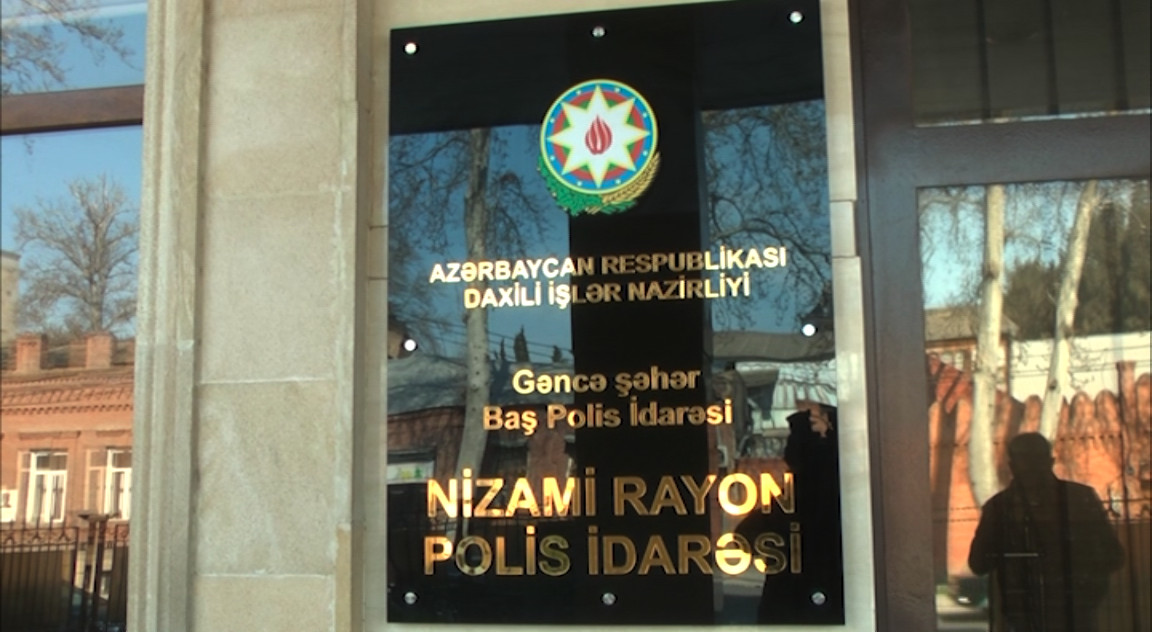 AZƏRBAYCAN RESPUBLİKASI
DAXİLİ İŞLƏR NAZİRLİYİ
Gəncə şəhər
Baş Polis İdarəsi
NİZAMİ RAYON
POLİS İDARƏSİ